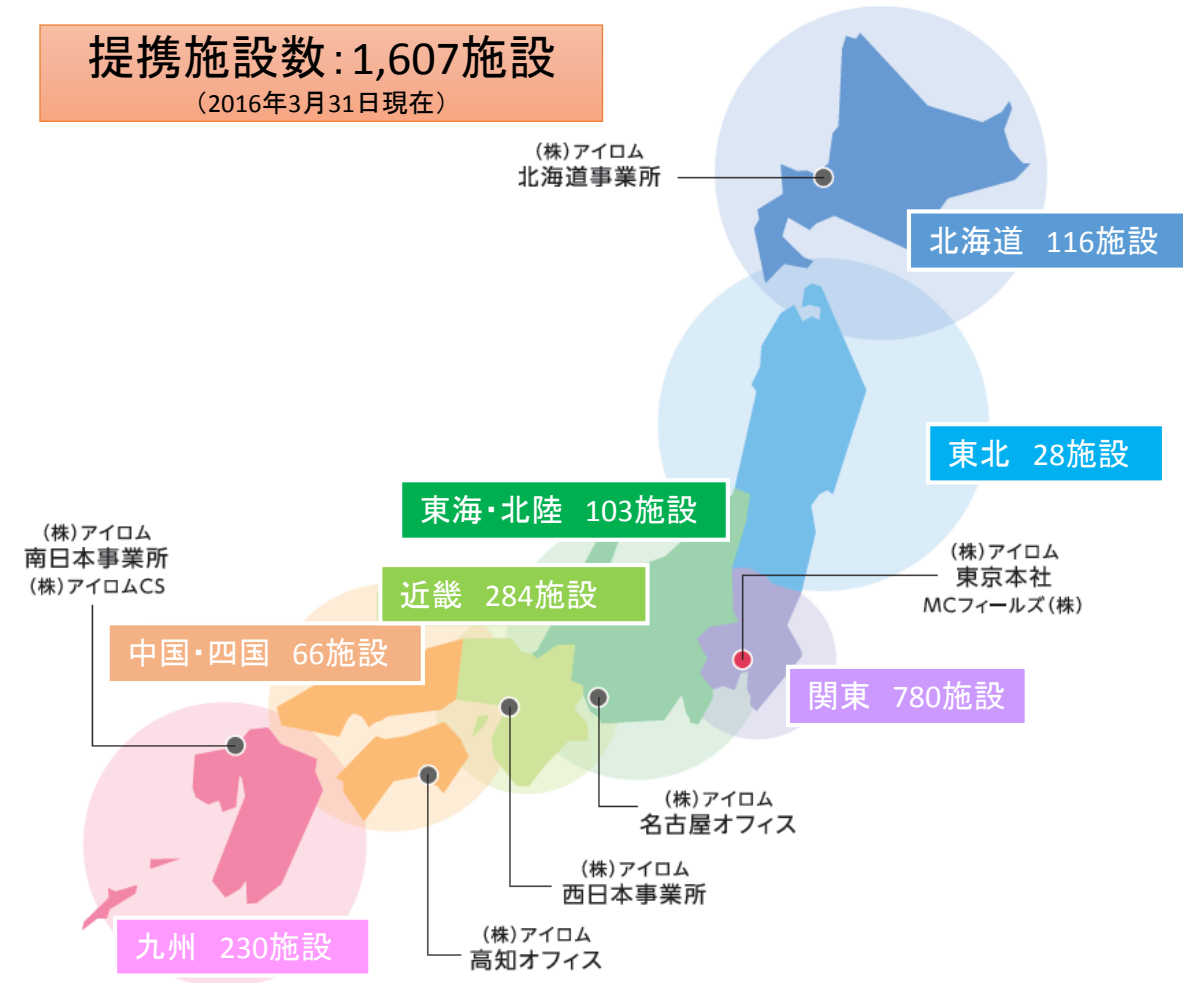 提携施設数:1,607施設
(2016年3月31日現在)
(株)アイロム
北海道事業所
北海道 116施設
東北 28施設
東海・北陸 103施設
(株)アイロム
南日本事業所
(株)アイロムCS
(株)アイロム
東京本社
MCフィールズ(株)
近畿 284施設
中国・四国 66施設
関東 780施設
(株)アイロム
名古屋オフィス
(株)アイロム
西日本事業所
九州 230施設
(株)アイロム
高知オフィス